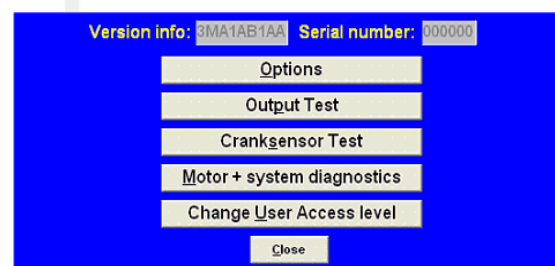 Version info: 3MA1AB1AA Serial number: 000000
Options
Output Test
Cranksensor Test
Motor + system diagnostics
Change User Access level
Close